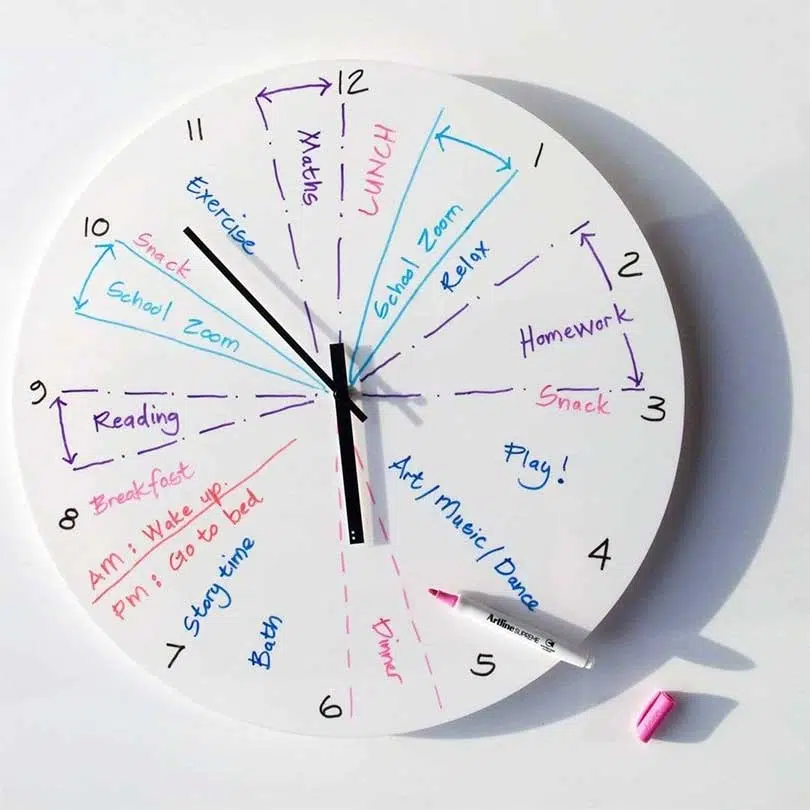 12
Maths
LUNCH
School Zoom
1
Relax
2
Homework
3
Snack
Play!
4
Art/Music/Dance
Artline SUPREME
5
Dinner
6
Bath
7
Story time
AM: Wake up.
PM: Go to bed
8
Breakfast
Reading
9
School Zoom
10
Snack
Exercise
11